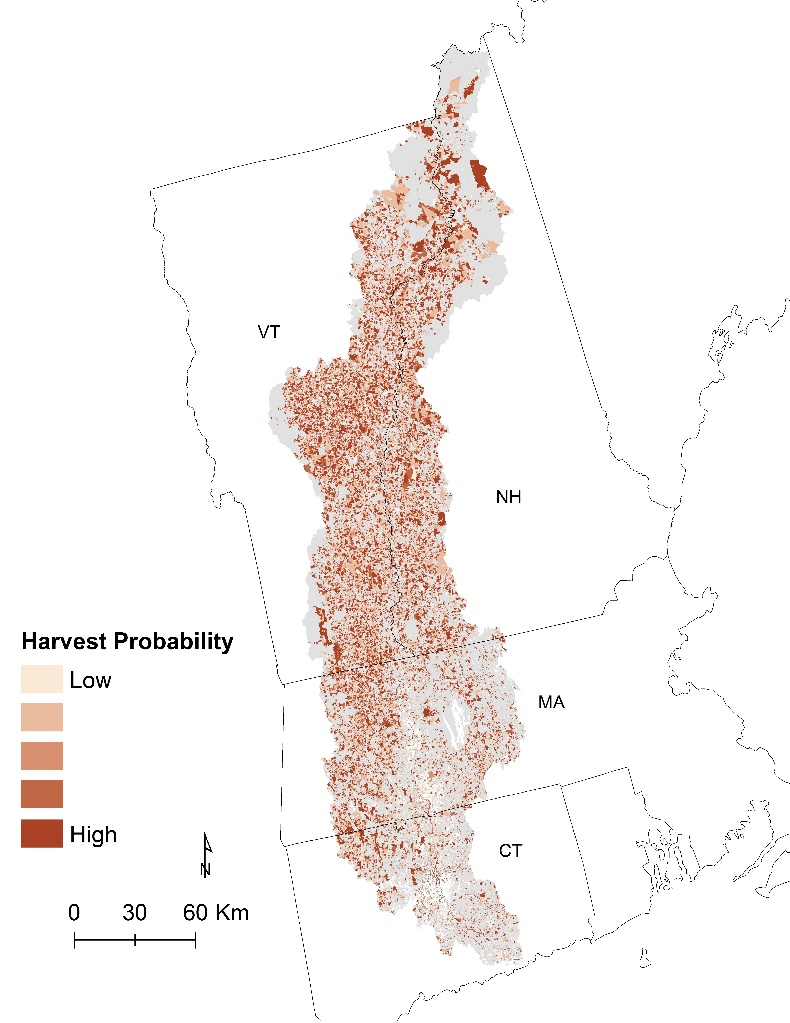 VT
NH
Harvest Probability
Low
MA
High
CT
N
0 30 60 Km